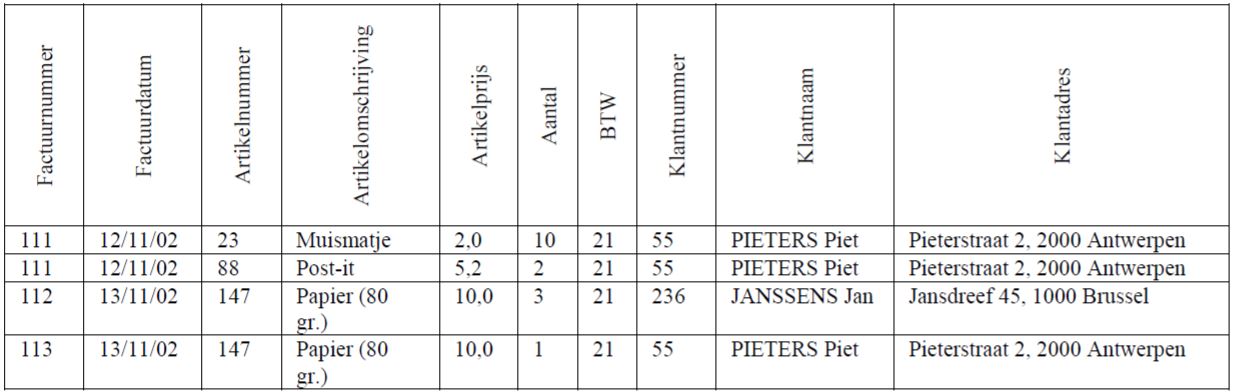 Factuurnummer Factuurdatum Artikelnummer Artikelomschrijving Artikelprijs Aantal BTW Klantnummer Klantnaam Klantadres
111 12/11/02 23 Muismatje 2,0 10 21 55 PIETERS Piet Pieterstraat 2, 2000 Antwerpen
111 12/11/02 88 Post-it 5,2 2 21 55 PIETERS Piet Pieterstraat 2, 2000 Antwerpen
112 13/11/02 147 Papier (80 10,0 3 21 236 JANSSENS Jan Jansdreef 45, 1000 Brussel
gr.)
113 13/11/02 147 Papier (80 10,0 1 21 55 PIETERS Piet Pieterstraat 2, 2000 Antwerpen
gr.)